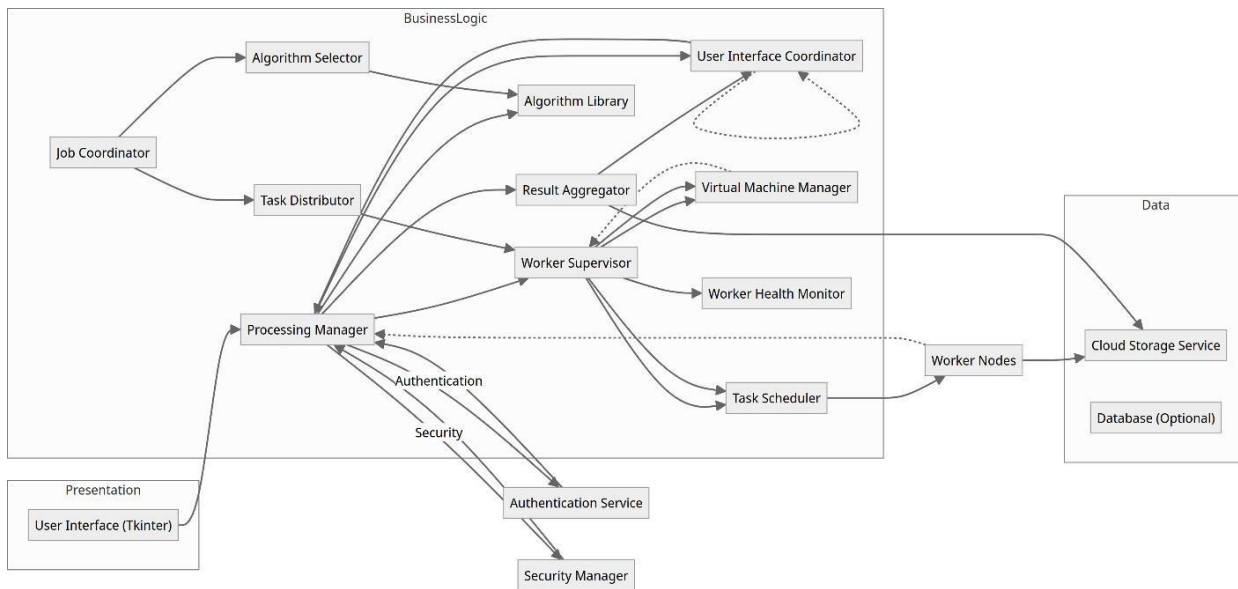 BusinessLogic
Algorithm Selector
User Interface Coordinator
Algorithm Library
Job Coordinator
Result Aggregator
Virtual Machine Manager
Task Distributor
Data
Worker Supervisor
Worker Health Monitor
Processing Manager
Cloud Storage Service
Worker Nodes
Authentication
Task Scheduler
Database (Optional)
Security
Presentation
Authentication Service
User Interface (Tkinter)
Security Manager